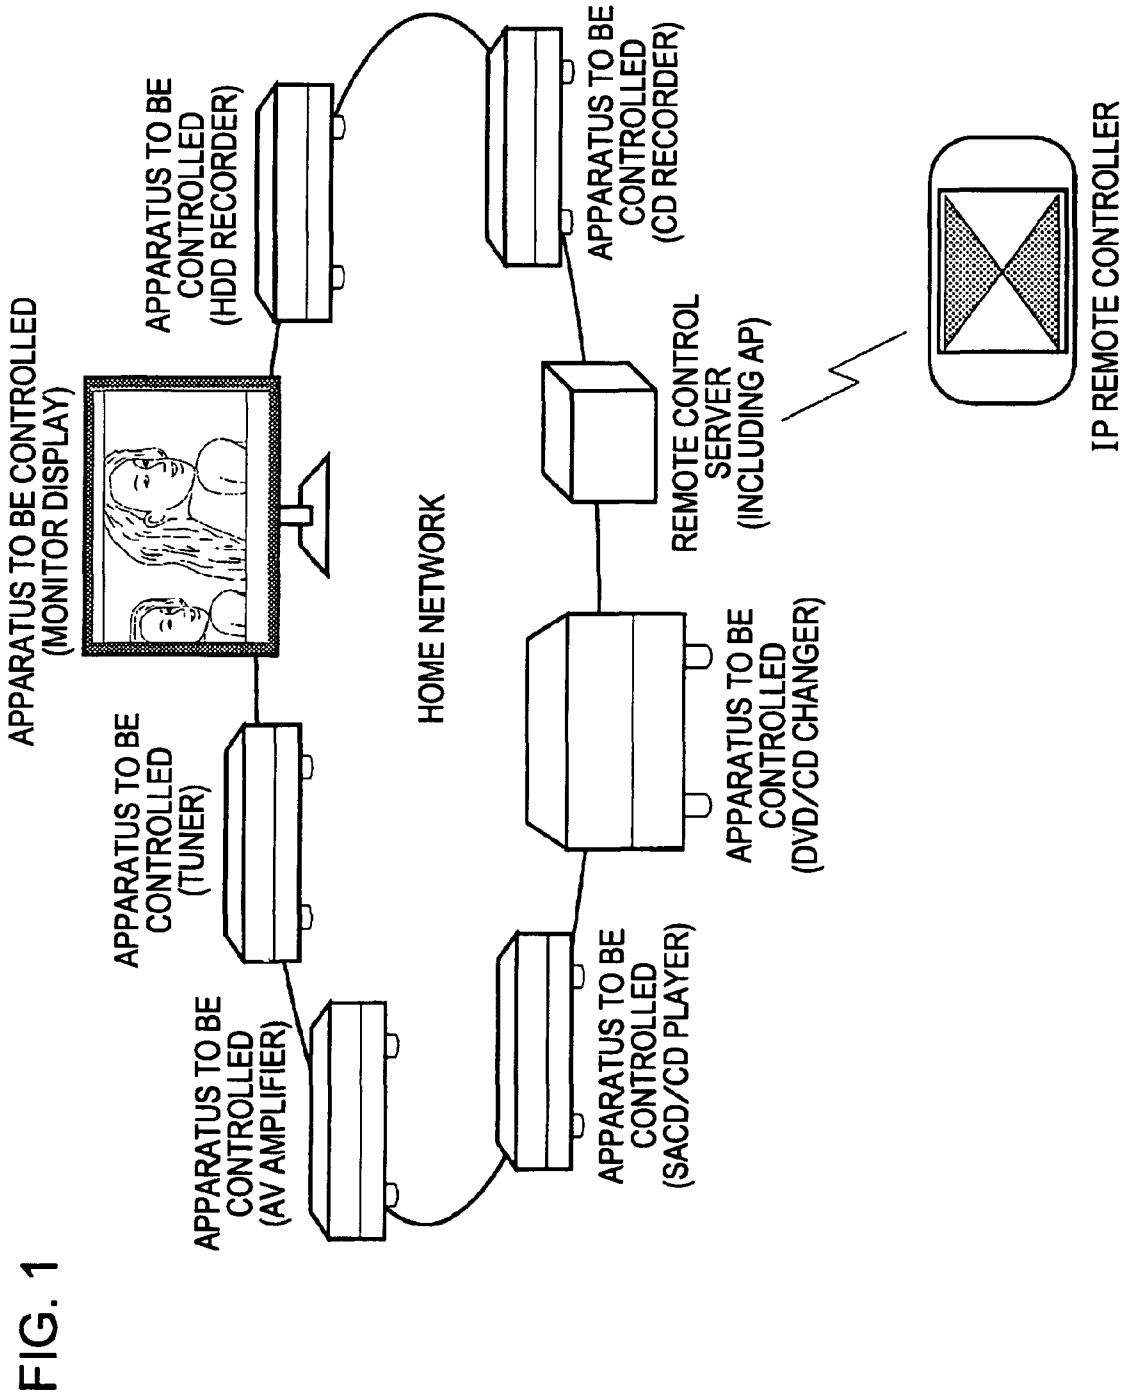 FIG. 1
APPARATUS TO BE CONTROLLED
(MONITOR DISPLAY)
APPARATUS TO BE
CONTROLLED
(TUNER)
APPARATUS TO BE
CONTROLLED
(HDD RECORDER)
APPARATUS TO BE
CONTROLLED
(AV AMPLIFIER)
HOME NETWORK
APPARATUS TO BE
CONTROLLED
(SACD/CD PLAYER)
APPARATUS TO BE
CONTROLLED
(DVD/CD CHANGER)
REMOTE CONTROL
SERVER
(INCLUDING AP)
APPARATUS TO BE
CONTROLLED
(CD RECORDER)
IP REMOTE CONTROLLER